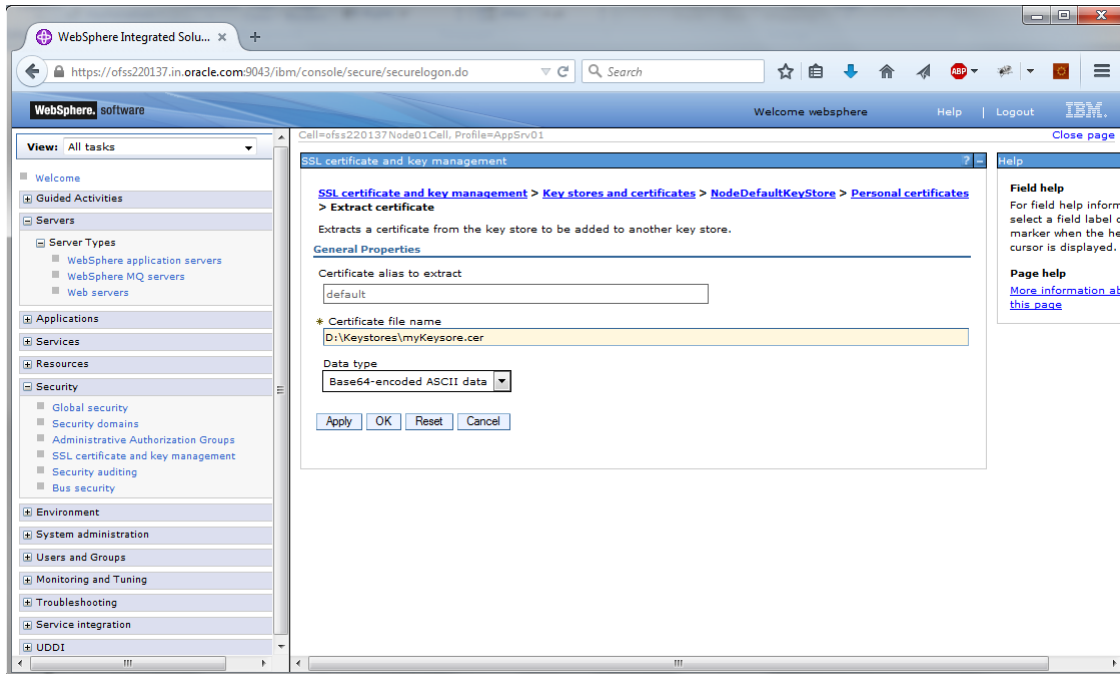 WebSphere Integrated Solu...
https://ofss220137.in.oracle.com:9043/ibm/console/secure/securelogon.do
Search
ABP
WebSphere. software
Welcome websphere
Help
Logout
IBM.
Cell=ofss220137Node01Cell, Profile=AppSrv01
Close page
View:
All tasks
Welcome
Guided Activities
Servers
Server Types
WebSphere application servers
WebSphere MQ servers
Web servers
Applications
Services
Resources
Security
Global security
Security domains
Administrative Authorization Groups
SSL certificate and key management
Security auditing
Bus security
Environment
System administration
Users and Groups
Monitoring and Tuning
Troubleshooting
Service integration
UDDI
SSL certificate and key management
? -
SSL certificate and key management > Key stores and certificates > NodeDefaultKeyStore > Personal certificates
> Extract certificate
Extracts a certificate from the key store to be added to another key store.
General Properties
Certificate alias to extract
default
* Certificate file name
D:\Keystores\myKeysore.cer
Data type
Base64-encoded ASCII data
Apply
OK
Reset
Cancel
Help
Field help
For field help inform
select a field label o
marker when the he
cursor is displayed.
Page help
More information ab
this page